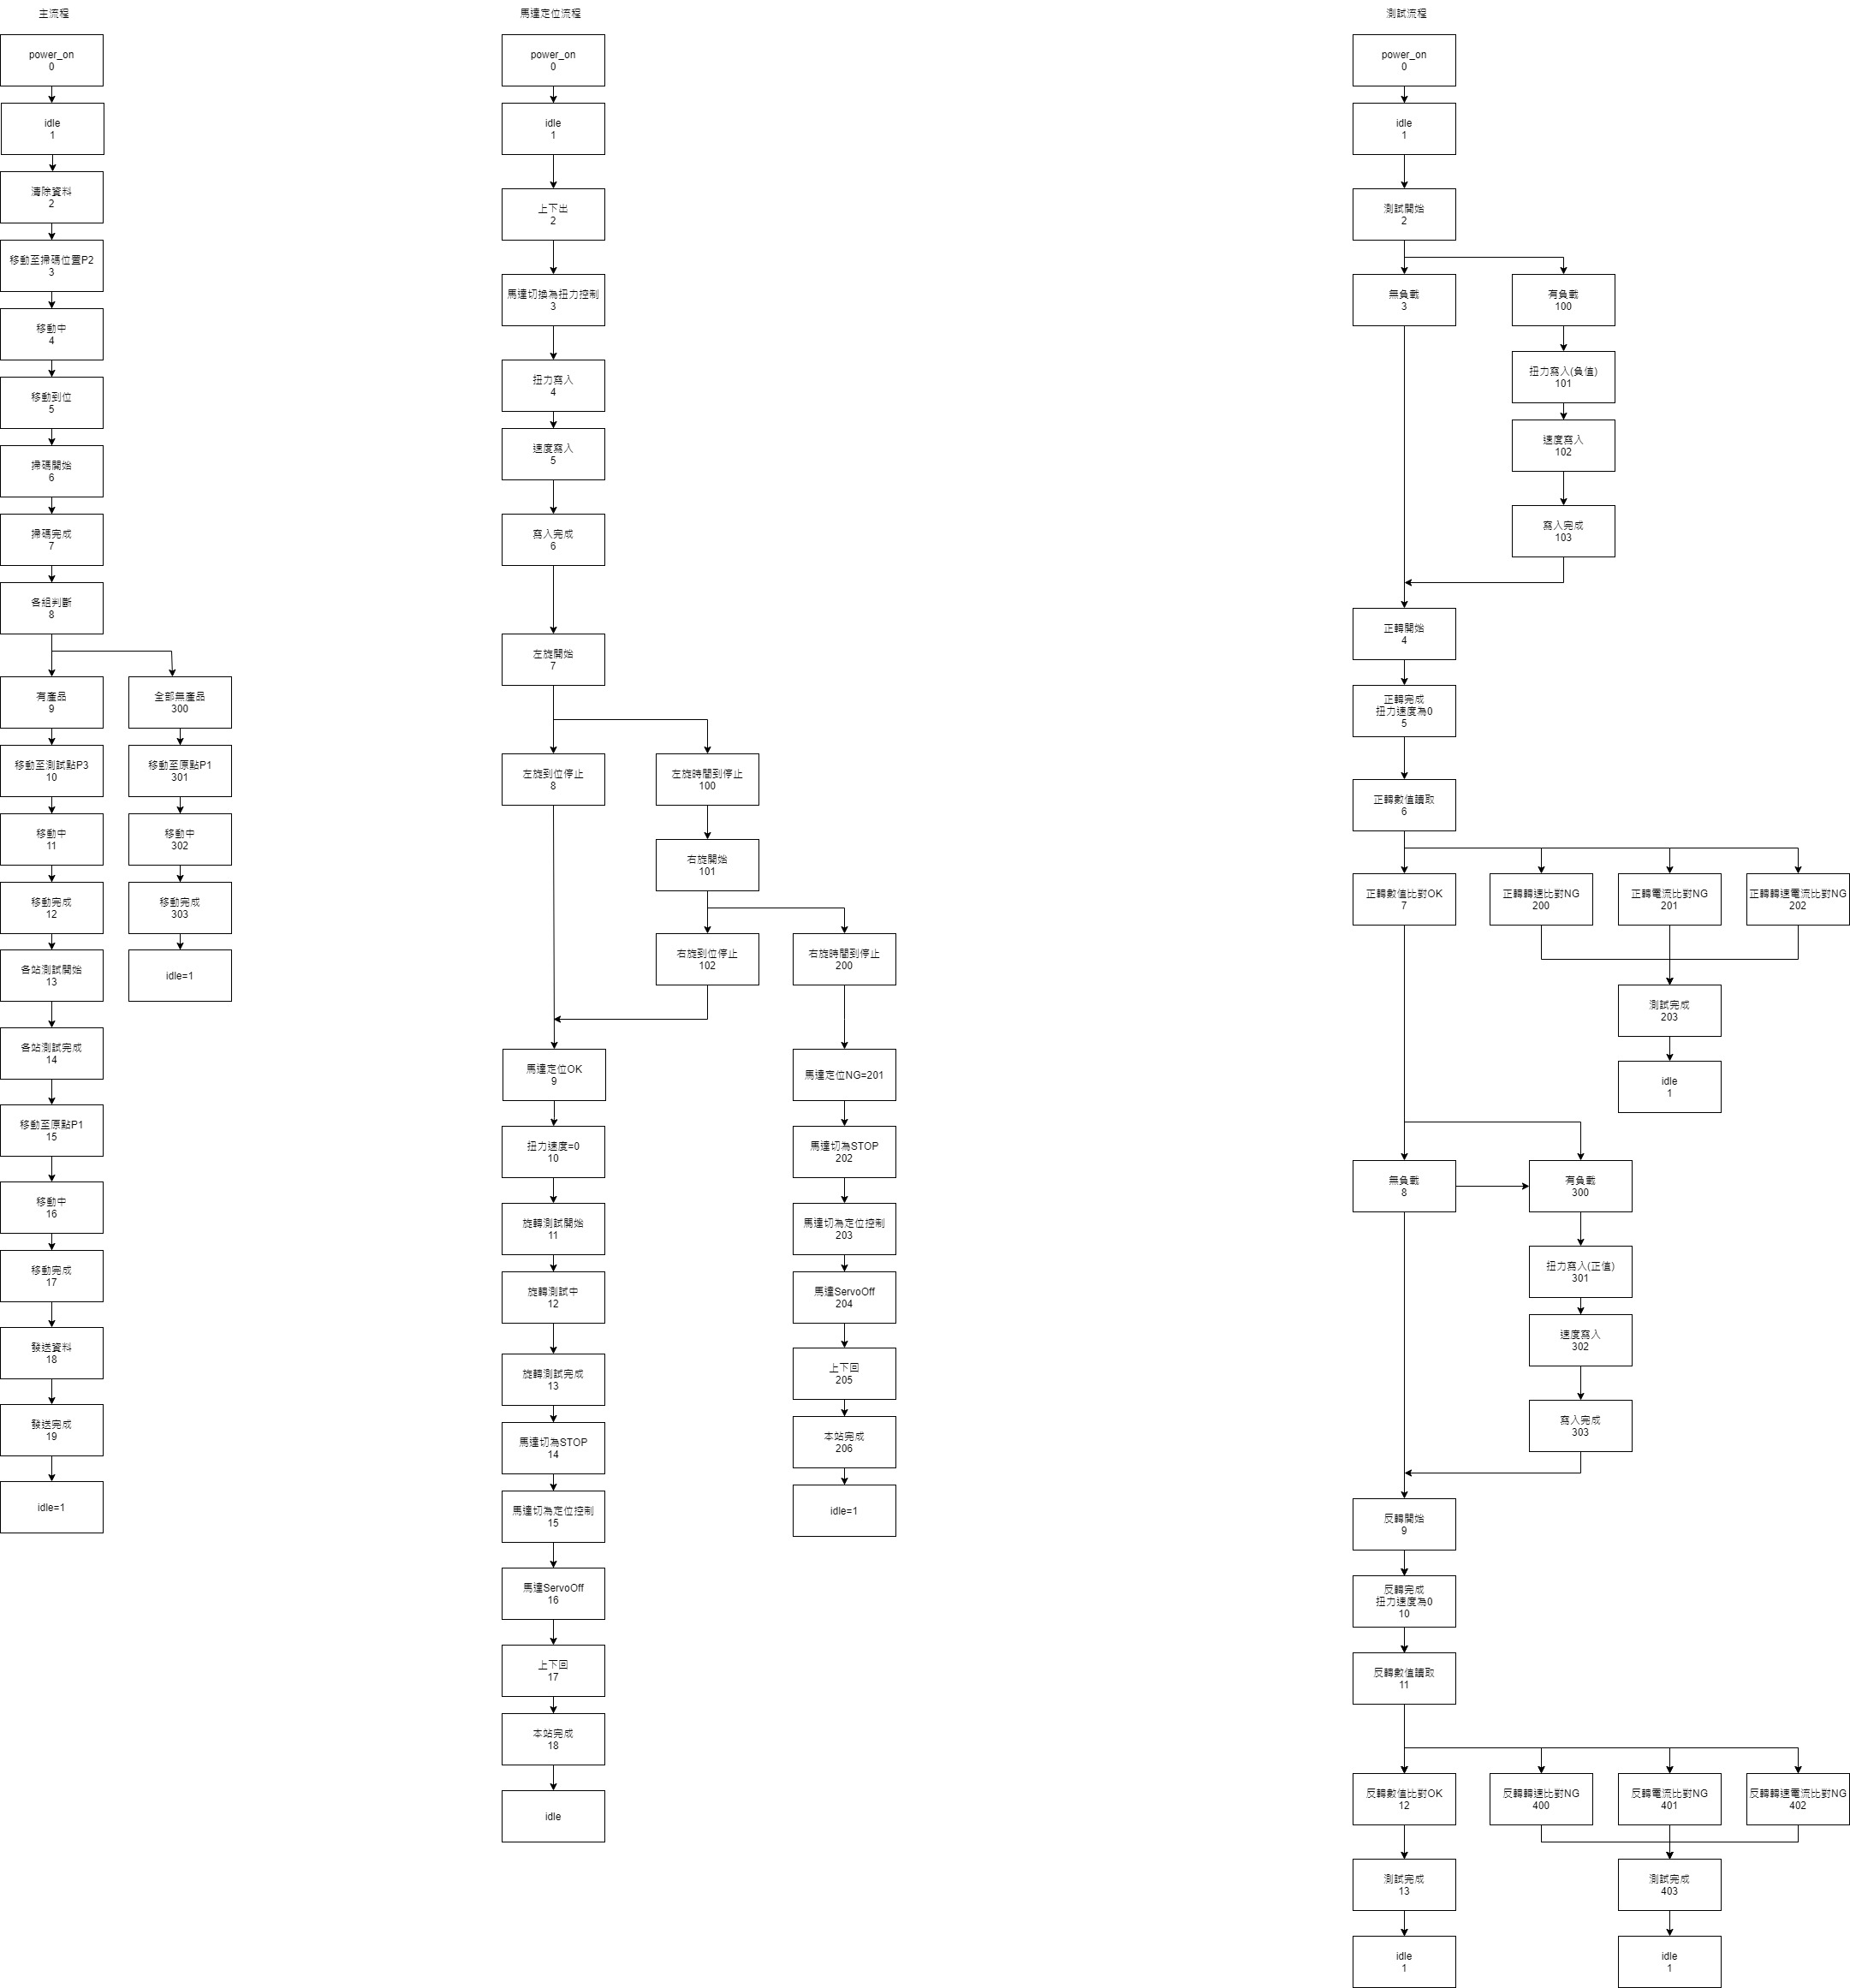 主流程
power_on
0
idle
1
清除資料
2
移動至掃碼位置P2
3
移動中
4
移動到位
5
掃碼開始
6
掃碼完成
7
各組判斷
8
有產品
9
全部無產品
300
移動至測試點P3
10
移動至原點P1
301
移動中
11
移動中
302
移動完成
12
移動完成
303
各站測試開始
13
idle=1
各站測試完成
14
移動至原點P1
15
移動中
16
移動完成
17
發送資料
18
發送完成
19
idle=1
馬達定位流程
power_on
0
idle
1
上下出
2
馬達切換為扭力控制
3
扭力寫入
4
速度寫入
5
寫入完成
6
左旋開始
7
左旋到位停止
8
左旋時間到停止
100
右旋開始
101
右旋到位停止
102
右旋時間到停止
200
馬達定位OK
9
馬達定位NG=201
扭力速度=0
10
馬達切為STOP
202
旋轉測試開始
11
馬達切為定位控制
203
旋轉測試中
12
馬達ServoOff
204
旋轉測試完成
13
上下回
205
馬達切為STOP
14
本站完成
206
馬達切為定位控制
15
idle=1
馬達ServoOff
16
上下回
17
本站完成
18
idle
測試流程
power_on
0
idle
1
測試開始
2
無負載
3
有負載
100
扭力寫入(負值)
101
速度寫入
102
寫入完成
103
正轉開始
4
正轉完成
扭力速度為0
5
正轉數值讀取
6
正轉數值比對OK
7
正轉轉速比對NG
200
正轉電流比對NG
201
正轉轉速電流比對NG
202
測試完成
203
idle
1
無負載
8
有負載
300
扭力寫入(正值)
301
速度寫入
302
寫入完成
303
反轉開始
9
反轉完成
扭力速度為0
10
反轉數值讀取
11
反轉數值比對OK
12
反轉轉速比對NG
400
反轉電流比對NG
401
反轉轉速電流比對NG
402
測試完成
13
測試完成
403
idle
1
idle
1